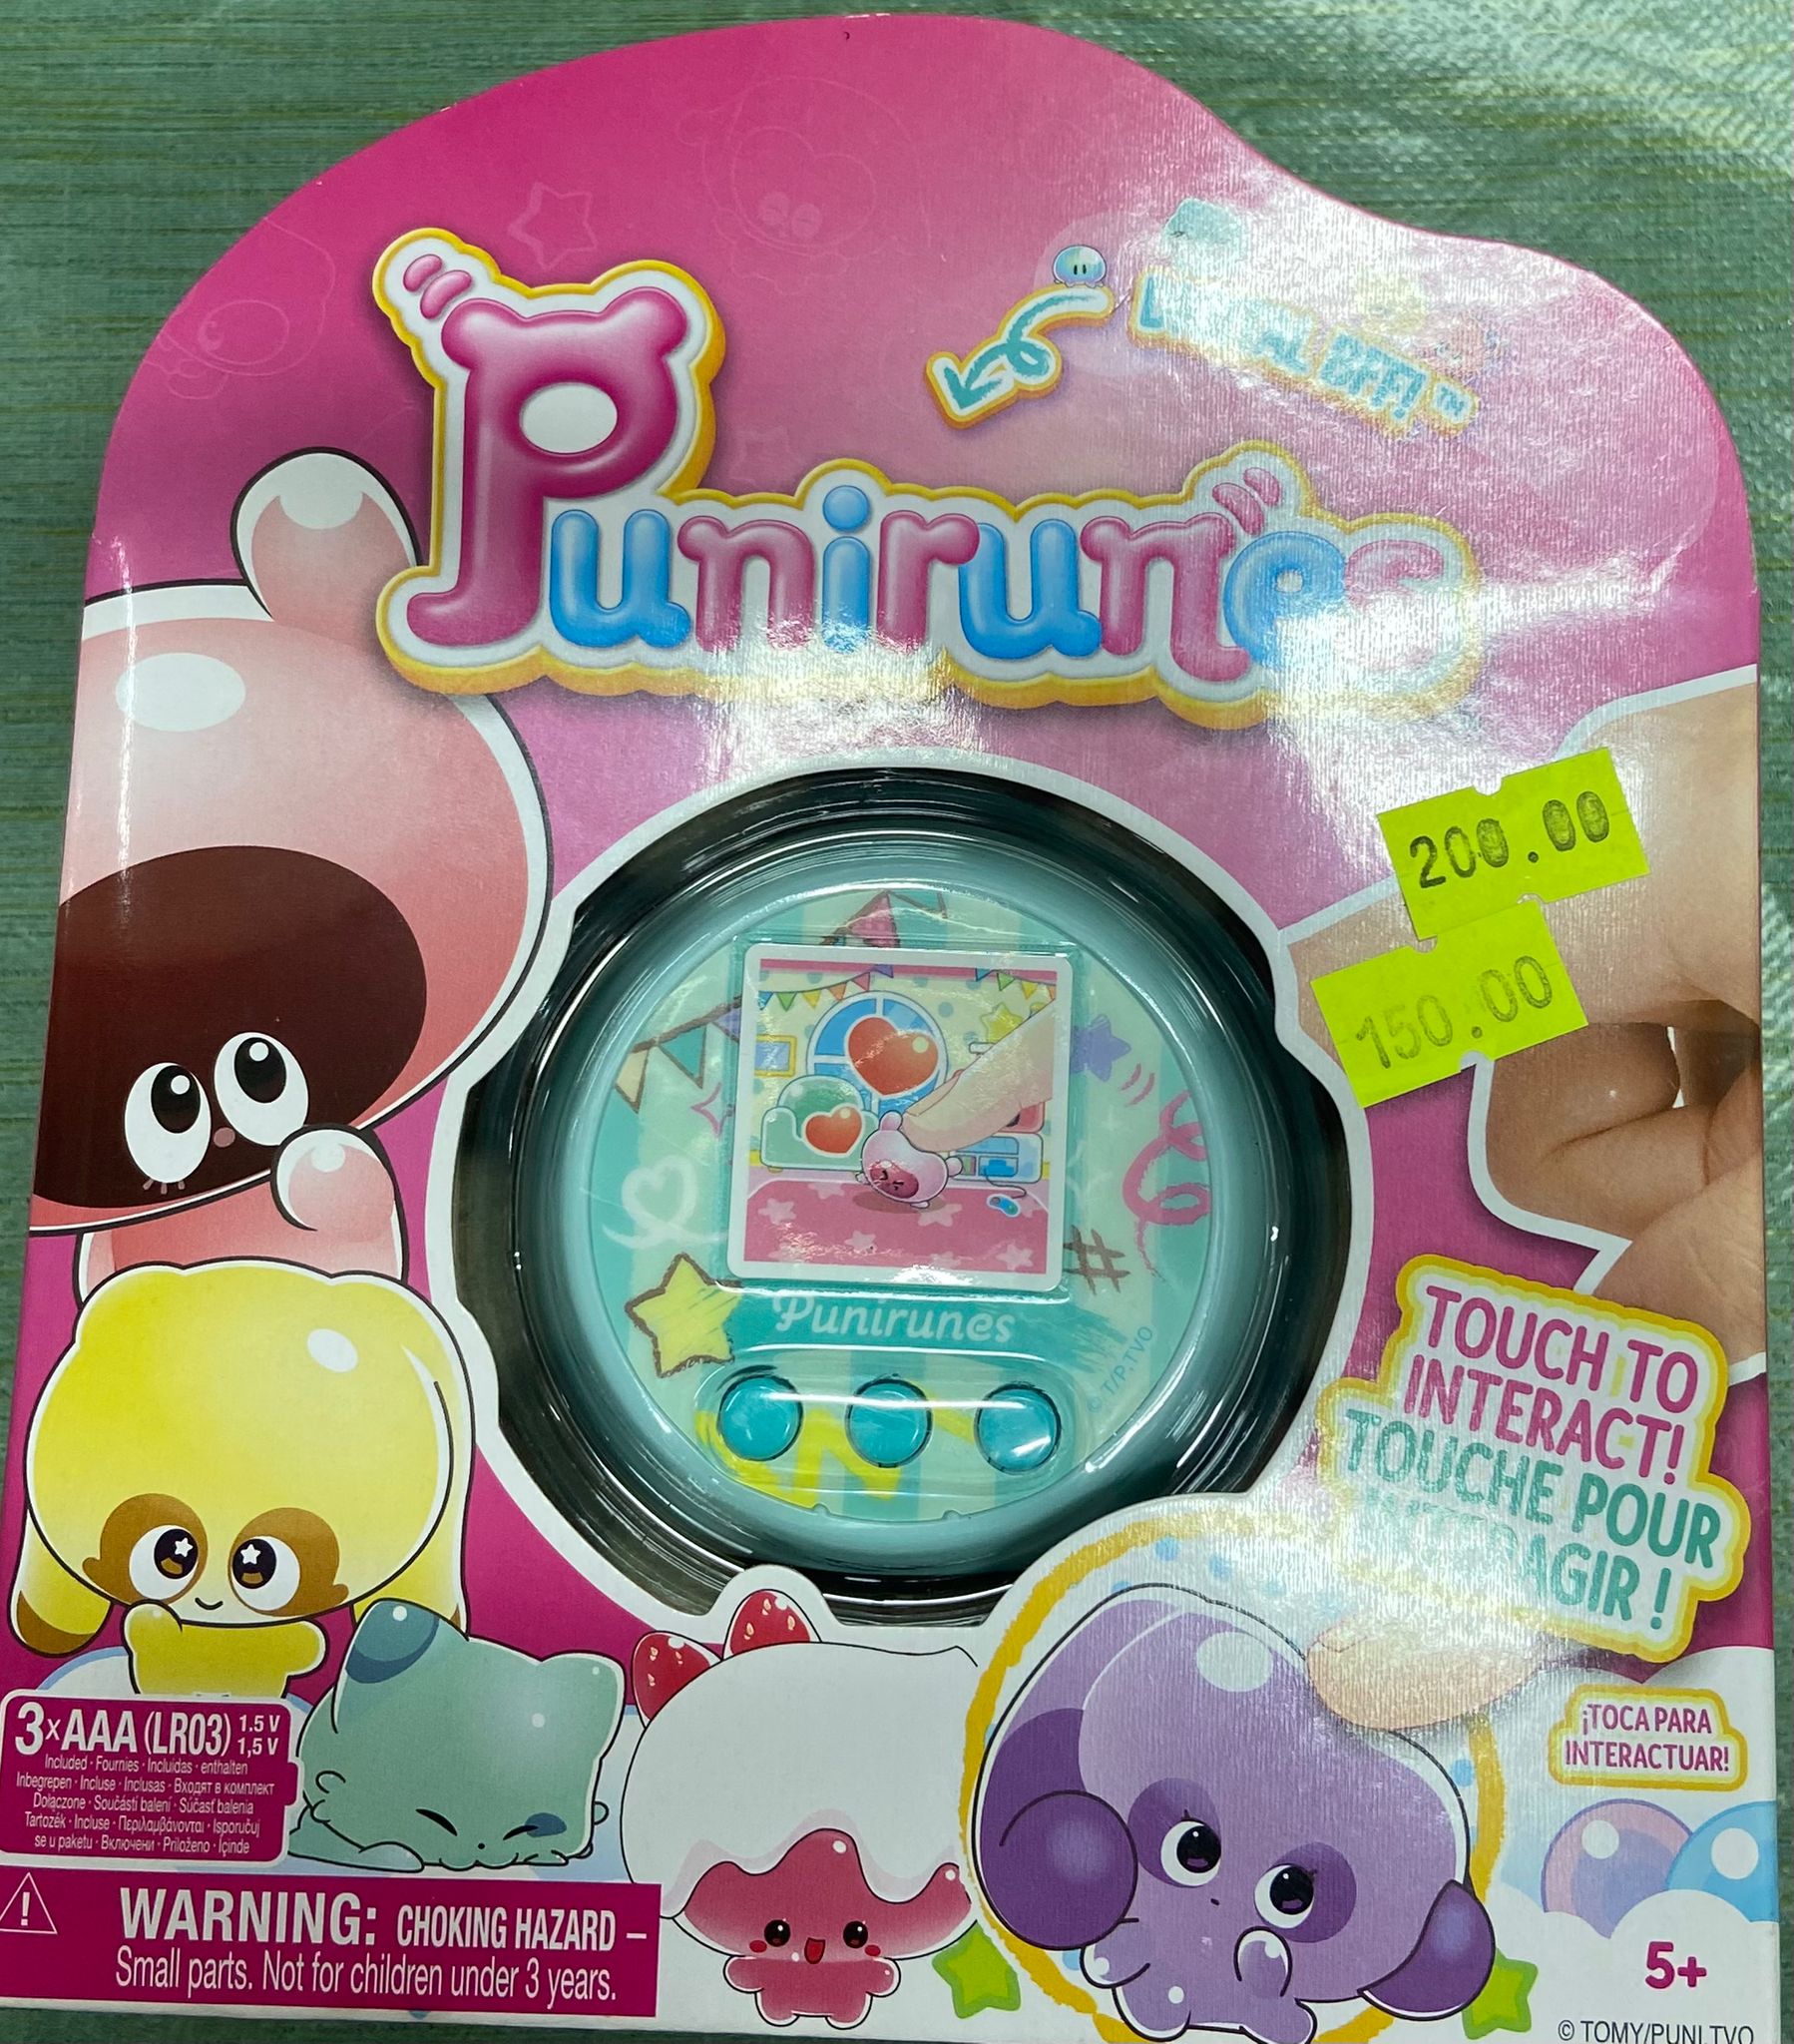 Punirunes
BFF!™
200.00
150.00
Punirunes
© T/P,TVO
TOUCH TO
INTERACT!
TOUCHE POUR
INTERAGIR !
¡TOCA PARA
INTERACTUAR!
3xAAA (LR03) 1.5 V
1,5 V
Included · Fournies · Incluidas · enthalten
Inbegrepen · Incluse · Inclusas · Входят в комплект
Dołączone · Součástí balení · Súčasť balenia
Tartozék · Incluse · Περιλαμβάνονται · Isporučuj
se u paketu · Включени · Priloženo · İçinde
WARNING: CHOKING HAZARD –
Small parts. Not for children under 3 years.
5+
© TOMY/PUNI,TVO